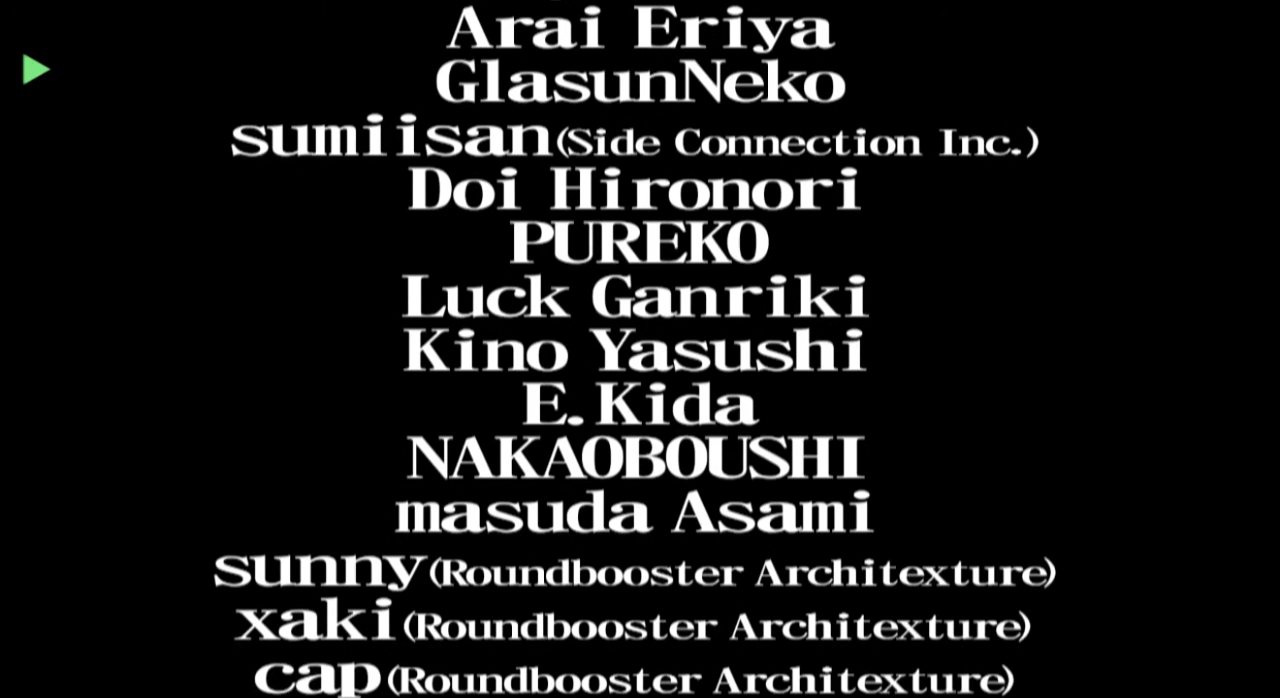 Arai Eriya
GlasunNeko
sumiisan(Side Connection Inc.)
Doi Hironori
PUREKO
Luck Ganriki
Kino Yasushi
E.Kida
NAKAOBOUSHI
masuda Asami
sunny(Roundbooster Architexture)
xaki(Roundbooster Architexture)
cap(Roundbooster Architexture)